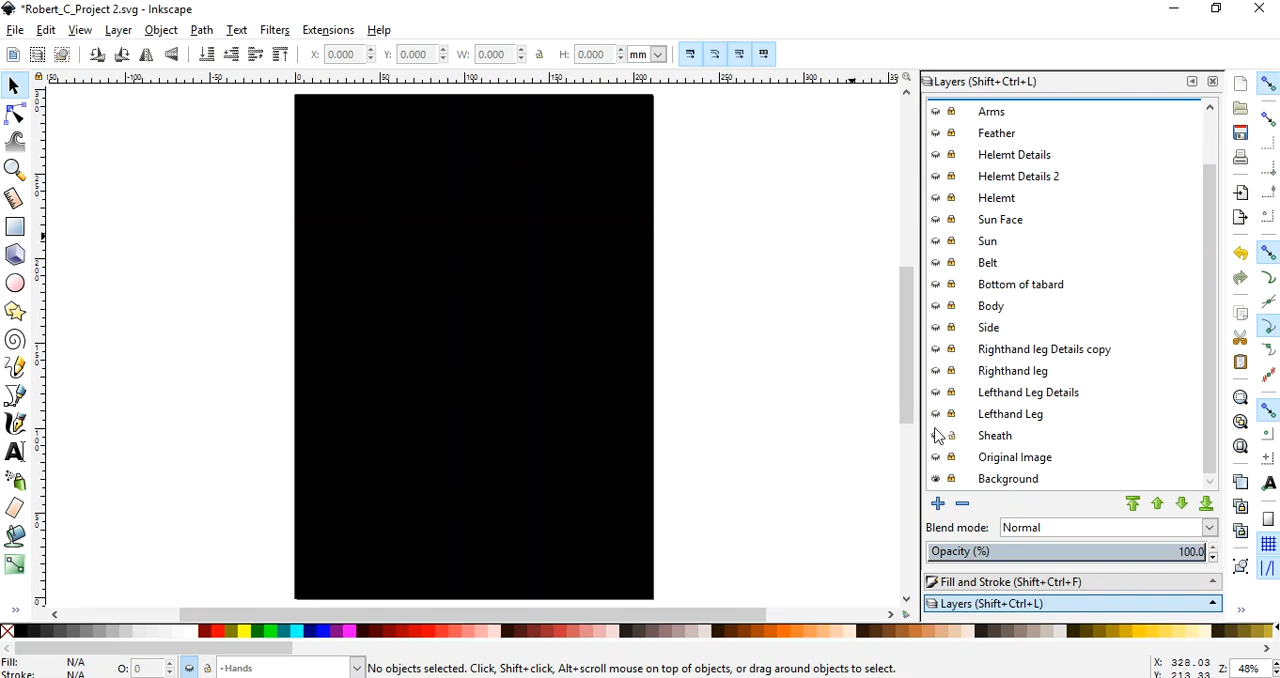 *Robert_C_Project 2.svg - Inkscape
File Edit View Layer Object Path Text Filters Extensions Help
X: 0.000 Y: 0.000 W: 0.000 H: 0.000 mm
Layers (Shift+Ctrl+L)
Arms
Feather
Helemt Details
Helemt Details 2
Helemt
Sun Face
Sun
Belt
Bottom of tabard
Body
Side
Righthand leg Details copy
Righthand leg
Lefthand Leg Details
Lefthand Leg
Sheath
Original Image
Background
Blend mode: Normal
Opacity (%) 100.0
Fill and Stroke (Shift+Ctrl+F)
Layers (Shift+Ctrl+L)
Fill: N/A O: 0 •Hands No objects selected. Click, Shift+click, Alt+scroll mouse on top of objects, or drag around objects to select. X: 328.03 Z: 48%
Stroke: N/A Y: 213.33